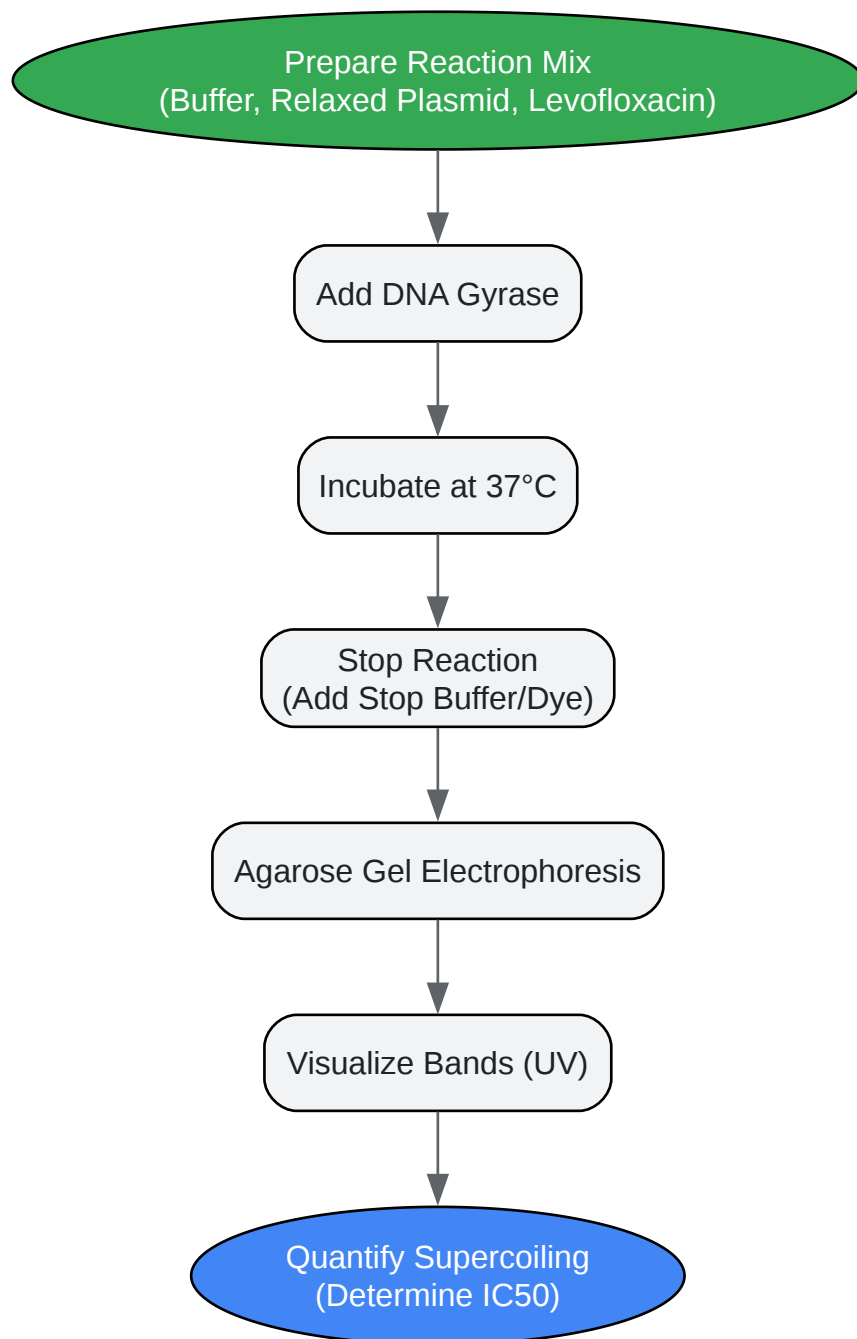 Prepare Reaction Mix
(Buffer, Relaxed Plasmid, Levofloxacin)
Add DNA Gyrase
Incubate at 37°C
Stop Reaction
(Add Stop Buffer/Dye)
Agarose Gel Electrophoresis
Visualize Bands (UV)
Quantify Supercoiling
(Determine IC50)